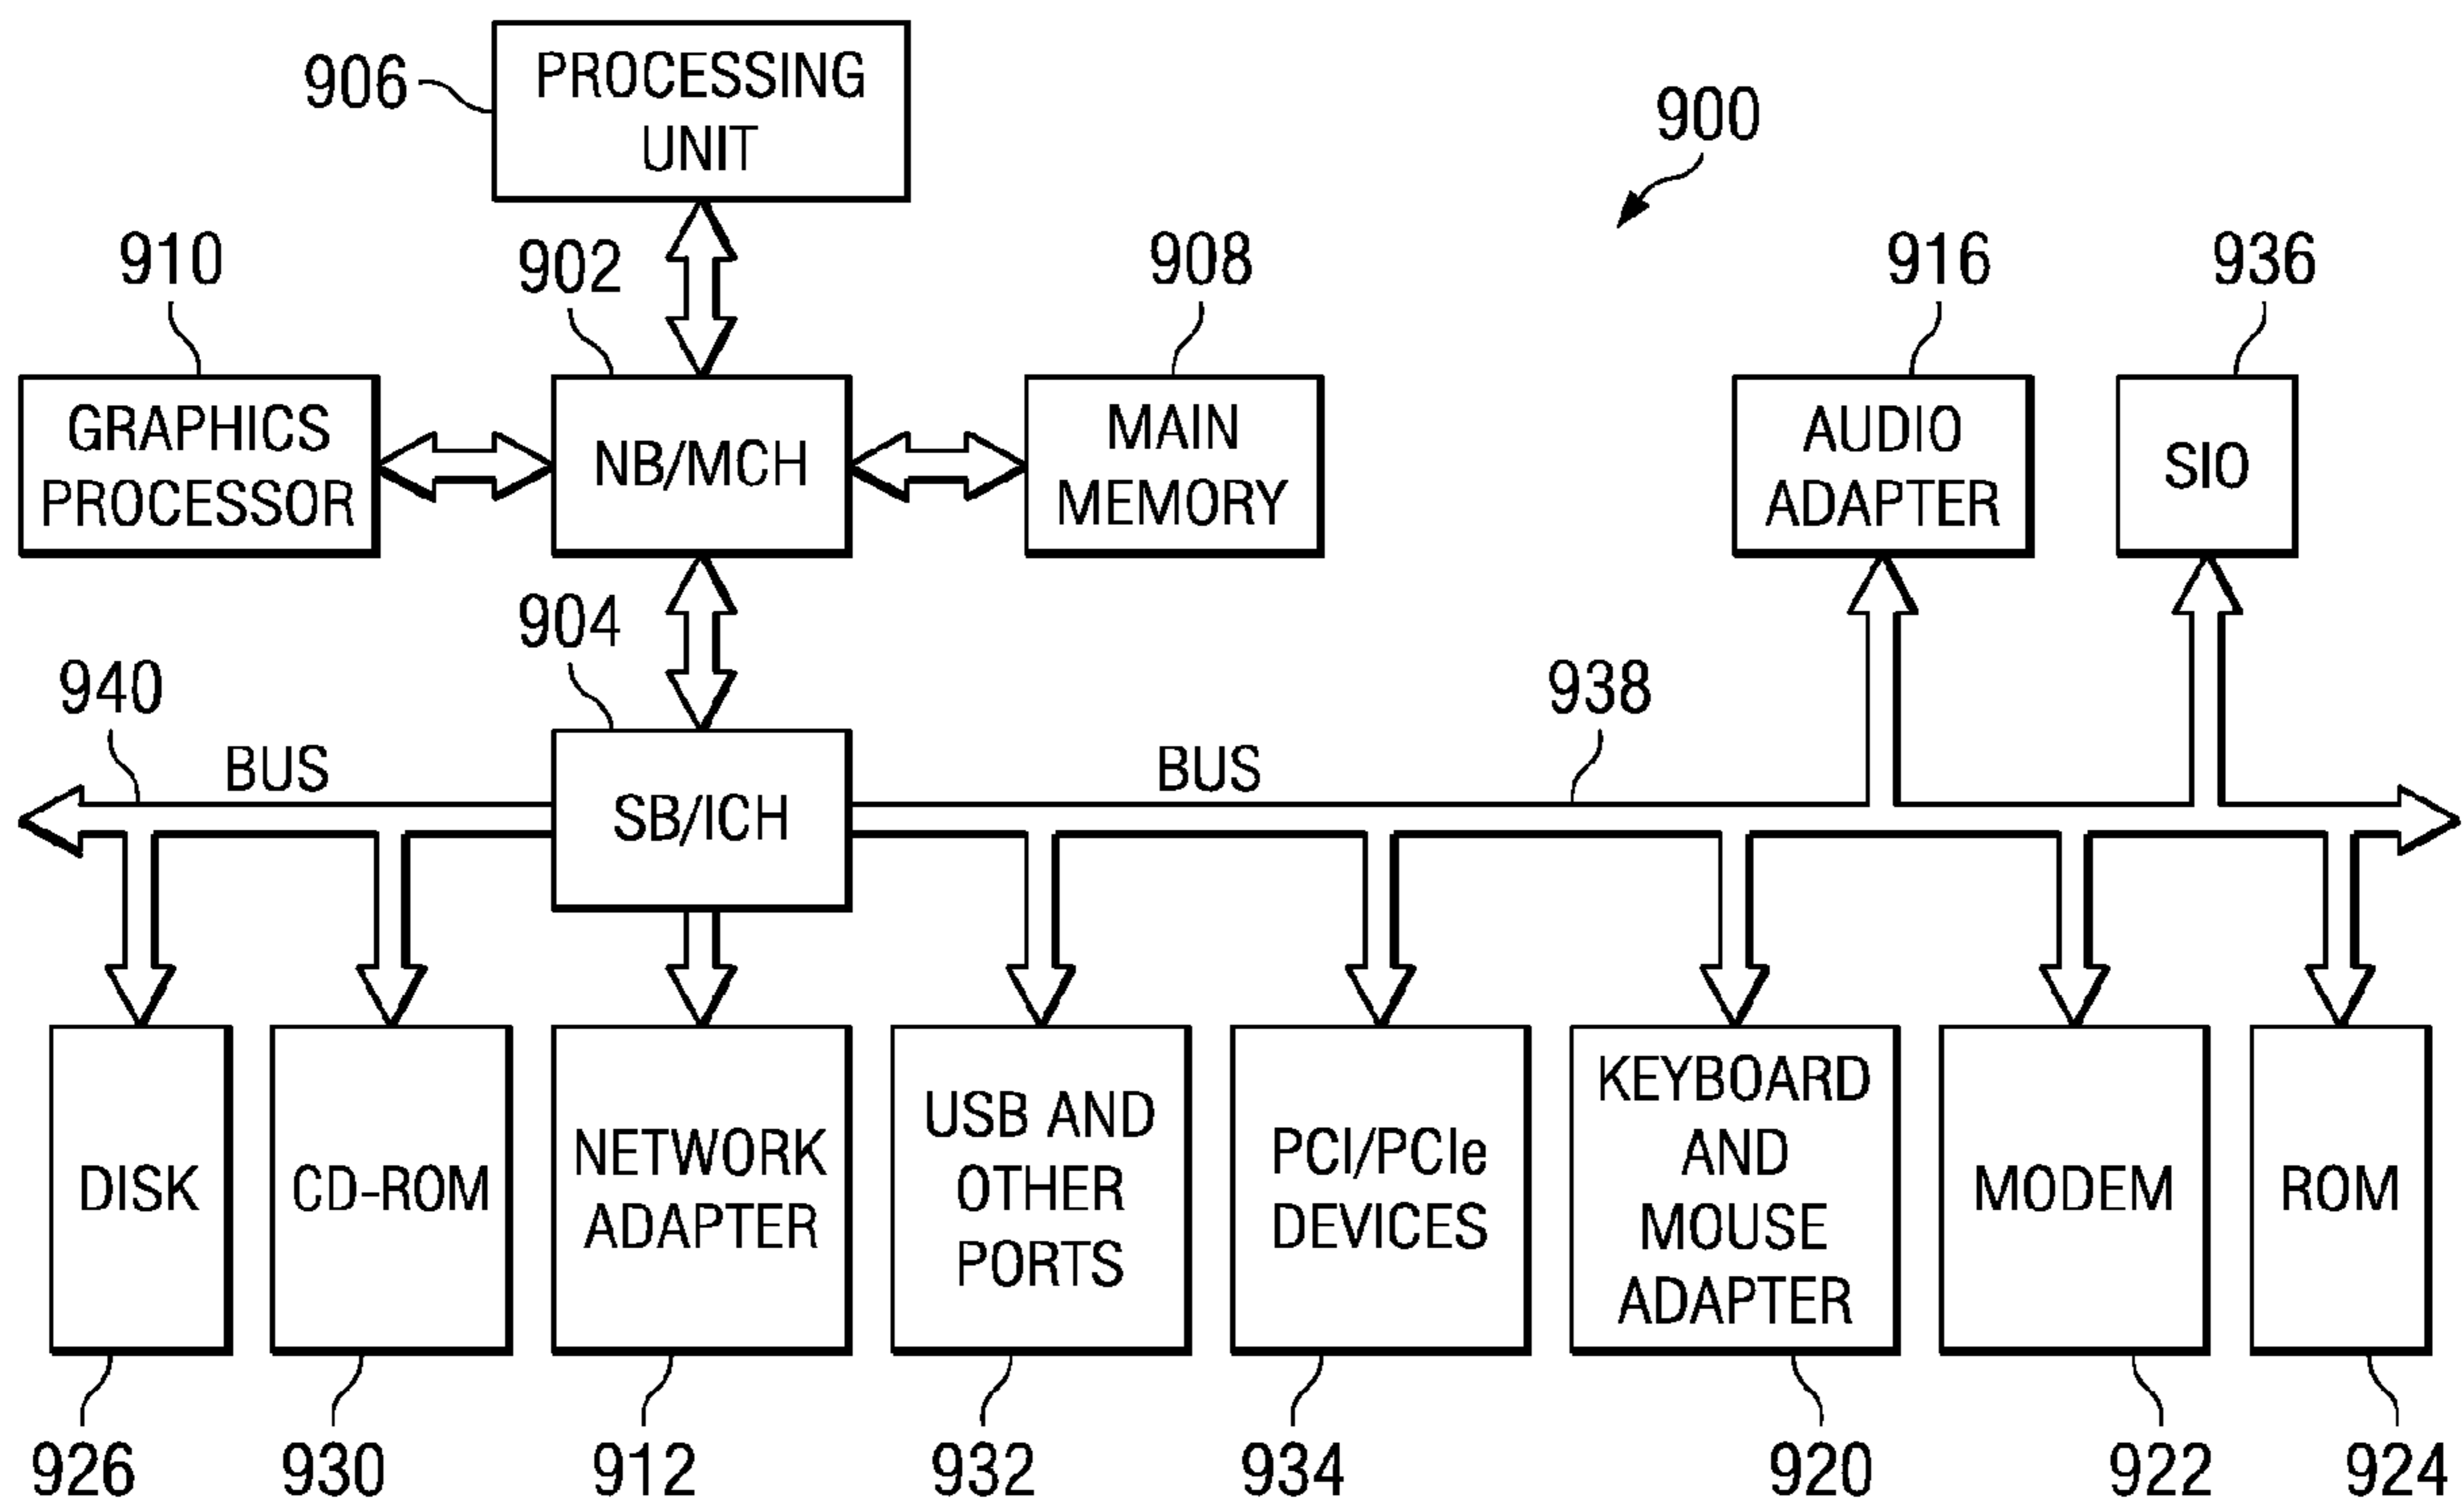 906
PROCESSING
UNIT
900
910
902
908
916
936
GRAPHICS
PROCESSOR
NB/MCH
MAIN
MEMORY
AUDIO
ADAPTER
SIO
904
940
938
BUS
BUS
SB/ICH
DISK
CD-ROM
NETWORK
ADAPTER
USB AND
OTHER
PORTS
PCI/PCIe
DEVICES
KEYBOARD
AND
MOUSE
ADAPTER
MODEM
ROM
926
930
912
932
934
920
922
924